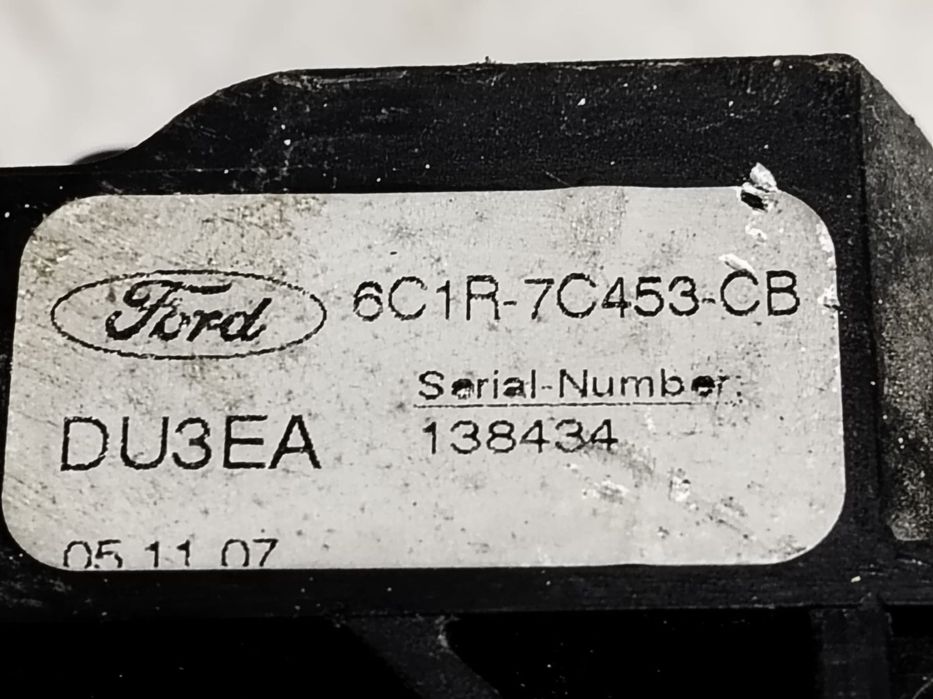 Ford 6C1R-7C453-CB
Serial-Number:
DU3EA 138434
05 11 07